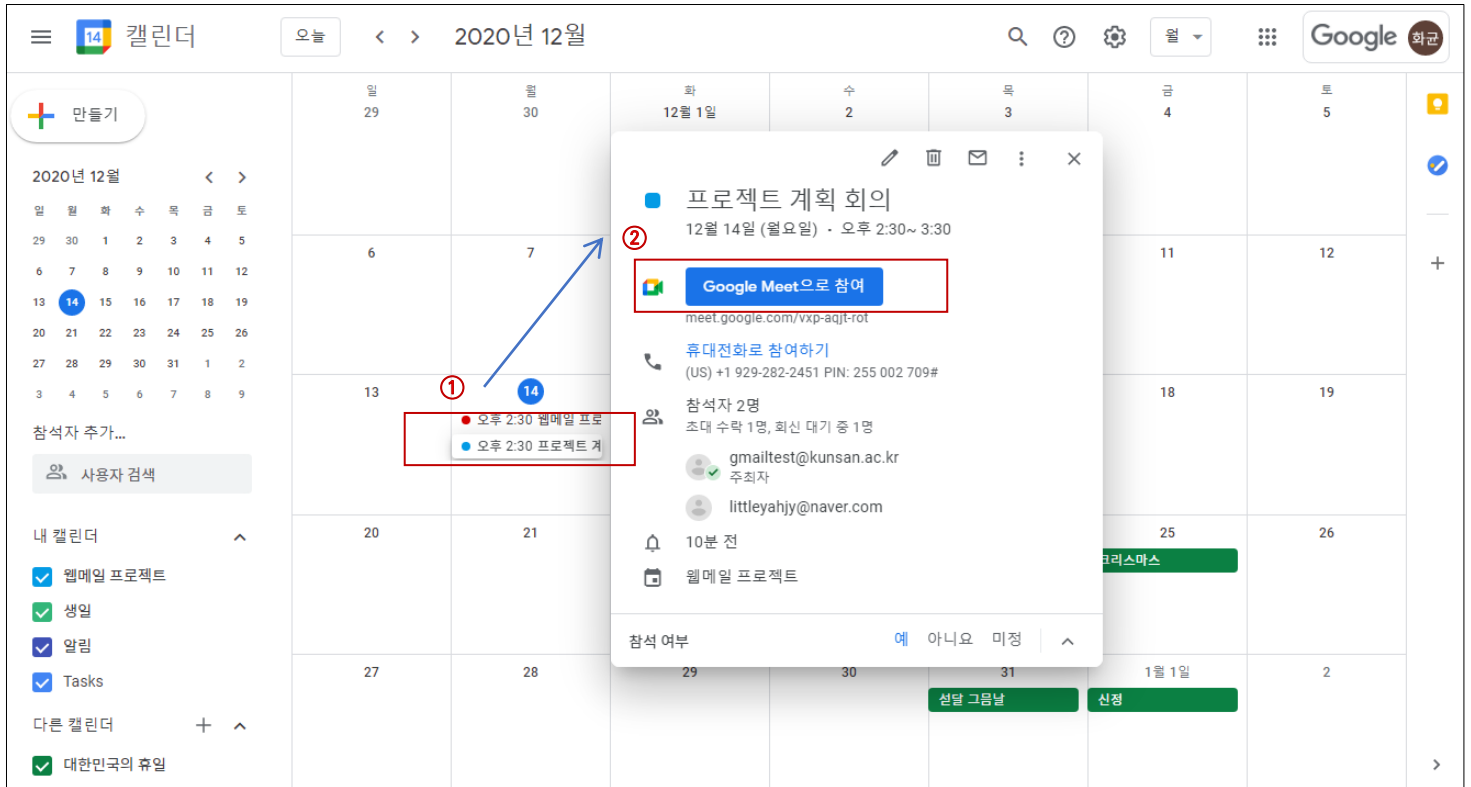 캘린더
오늘
2020년 12월
월
Google
화균
만들기
2020년 12월
일 월 화 수 목 금 토
29 30 1 2 3 4 5
6 7 8 9 10 11 12
13 14 15 16 17 18 19
20 21 22 23 24 25 26
27 28 29 30 31 1 2
3 4 5 6 7 8 9
참석자 추가...
사용자 검색
내 캘린더
웹메일 프로젝트
생일
알림
Tasks
다른 캘린더
대한민국의 휴일
일 월 화 수 목 금 토
29 30 12월 1일 2 3 4 5
6 7 11 12
13 14 18 19
①
오후 2:30 웹메일 프로
오후 2:30 프로젝트 계
20 21 25 26
크리스마스
27 28 29 30 31 1월 1일 2
섣달 그믐날
신정
프로젝트 계획 회의
12월 14일 (월요일) · 오후 2:30~ 3:30
②
Google Meet으로 참여
meet.google.com/vxp-aqjt-rot
휴대전화로 참여하기
(US) +1 929-282-2451 PIN: 255 002 709#
참석자 2명
초대 수락 1명, 회신 대기 중 1명
gmailtest@kunsan.ac.kr
주최자
littleyahjy@naver.com
10분 전
웹메일 프로젝트
참석 여부
예 아니요 미정